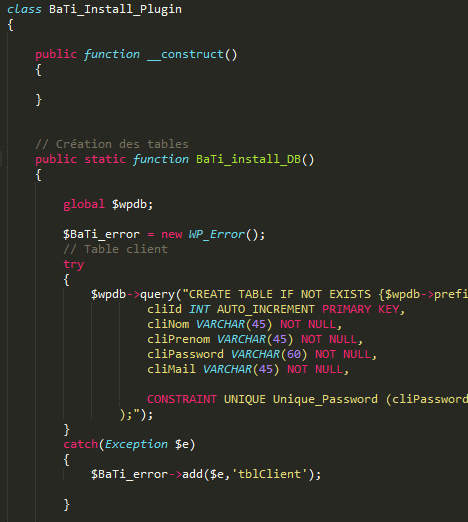 class BaTi_Install_Plugin
{
public function __construct()
{
}
// Création des tables
public static function BaTi_install_DB()
{
global $wpdb;
$BaTi_error = new WP_Error();
// Table client
try
{
$wpdb->query("CREATE TABLE IF NOT EXISTS {$wpdb->prefi
cliId INT AUTO_INCREMENT PRIMARY KEY,
cliNom VARCHAR(45) NOT NULL,
cliPrenom VARCHAR(45) NOT NULL,
cliPassword VARCHAR(60) NOT NULL,
cliMail VARCHAR(45) NOT NULL,
CONSTRAINT UNIQUE Unique_Password (cliPassword
);");
}
catch(Exception $e)
{
$BaTi_error->add($e,'tblClient');
}